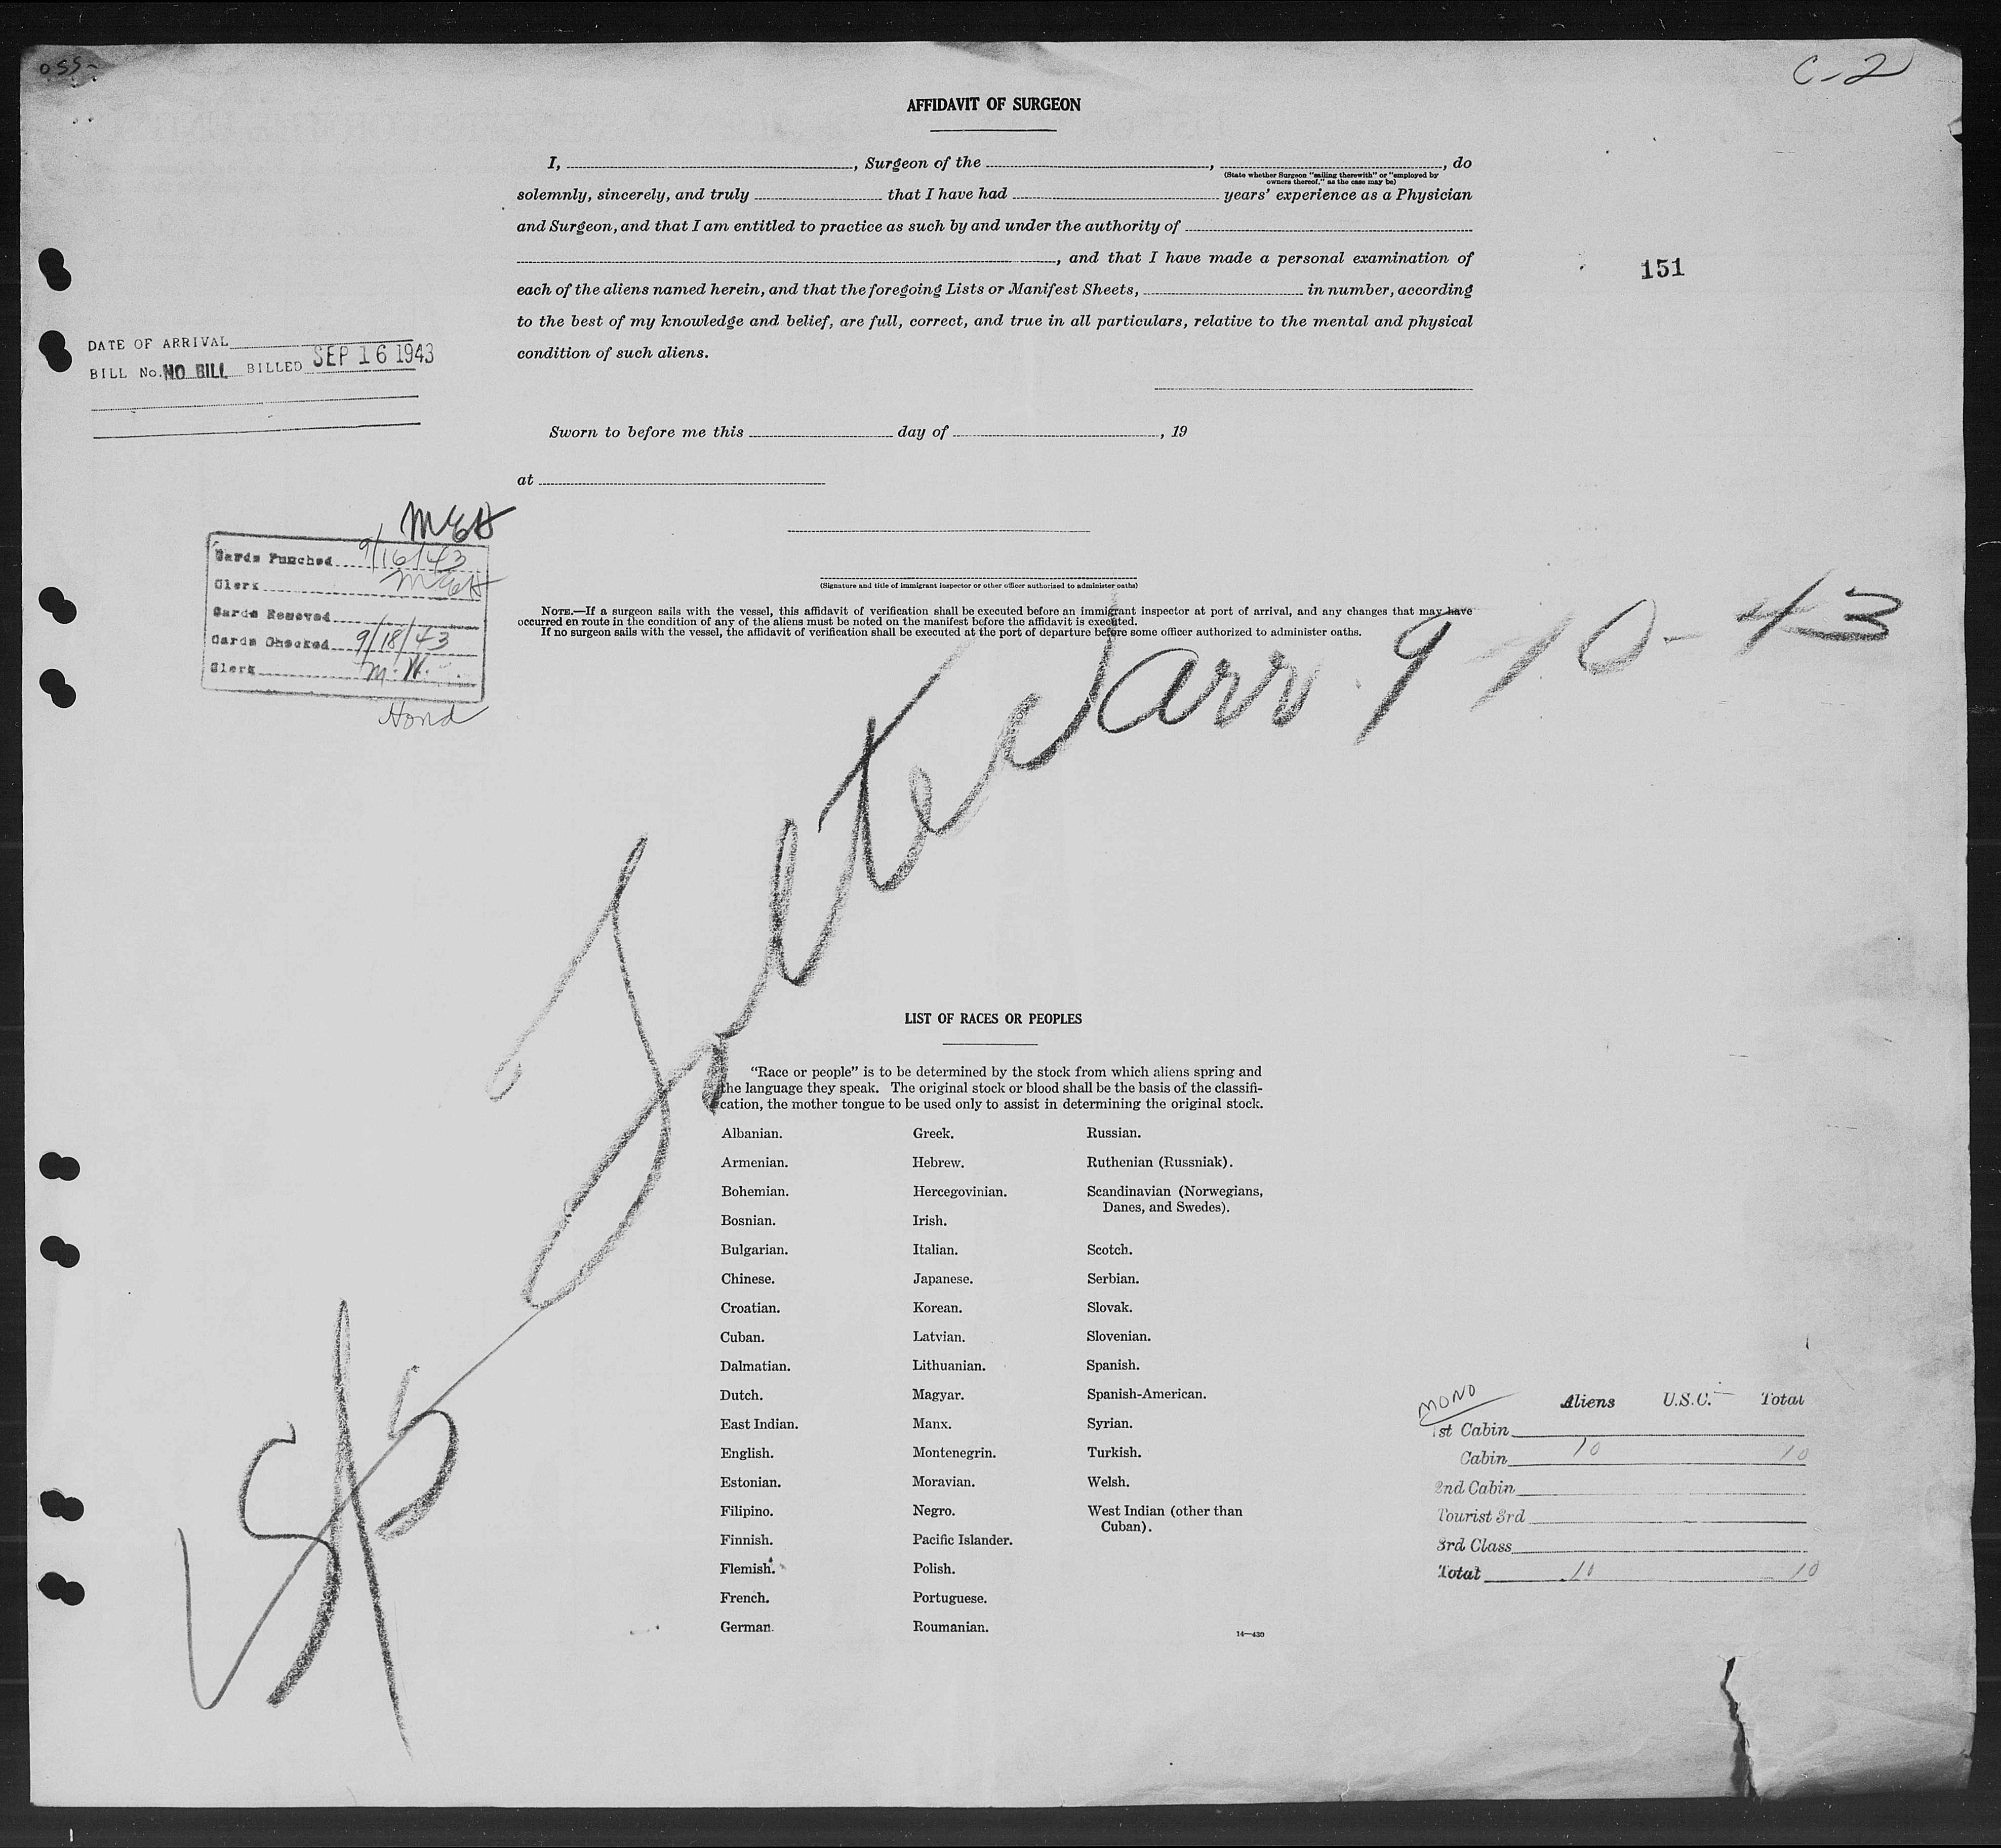 OSS-
C-2
AFFIDAVIT OF SURGEON
I, , Surgeon of the , , do
(State whether Surgeon "sailing therewith" or "employed by
owners thereof," as the case may be)
solemnly, sincerely, and truly that I have had years' experience as a Physician
and Surgeon, and that I am entitled to practice as such by and under the authority of
, and that I have made a personal examination of
151
each of the aliens named herein, and that the foregoing Lists or Manifest Sheets, in number, according
to the best of my knowledge and belief, are full, correct, and true in all particulars, relative to the mental and physical
condition of such aliens.
DATE OF ARRIVAL
BILL No. NO BILL BILLED SEP 16 1943
Sworn to before me this day of , 19
at
Cards Punched 9/16/43
Clerk
Cards Removed
Cards Checked 9/18/43
Clerk M.W.
(Signature and title of immigrant inspector or other officer authorized to administer oaths)
NOTE.—If a surgeon sails with the vessel, this affidavit of verification shall be executed before an immigrant inspector at port of arrival, and any changes that may have
occurred en route in the condition of any of the aliens must be noted on the manifest before the affidavit is executed.
If no surgeon sails with the vessel, the affidavit of verification shall be executed at the port of departure before some officer authorized to administer oaths.
S/S
arr 9-10-43
LIST OF RACES OR PEOPLES
"Race or people" is to be determined by the stock from which aliens spring and
the language they speak. The original stock or blood shall be the basis of the classifi-
cation, the mother tongue to be used only to assist in determining the original stock.
Albanian.
Armenian.
Bohemian.
Bosnian.
Bulgarian.
Chinese.
Croatian.
Cuban.
Dalmatian.
Dutch.
East Indian.
English.
Estonian.
Filipino.
Finnish.
Flemish.
French.
German.
Greek.
Hebrew.
Hercegovinian.
Irish.
Italian.
Japanese.
Korean.
Latvian.
Lithuanian.
Magyar.
Manx.
Montenegrin.
Moravian.
Negro.
Pacific Islander.
Polish.
Portuguese.
Roumanian.
Russian.
Ruthenian (Russniak).
Scandinavian (Norwegians,
Danes, and Swedes).
Scotch.
Serbian.
Slovak.
Slovenian.
Spanish.
Spanish-American.
Syrian.
Turkish.
Welsh.
West Indian (other than
Cuban).
14—430
MONO
Aliens U.S.C. Total
1st Cabin
Cabin 10 10
2nd Cabin
Tourist 3rd
3rd Class
Total 10 10